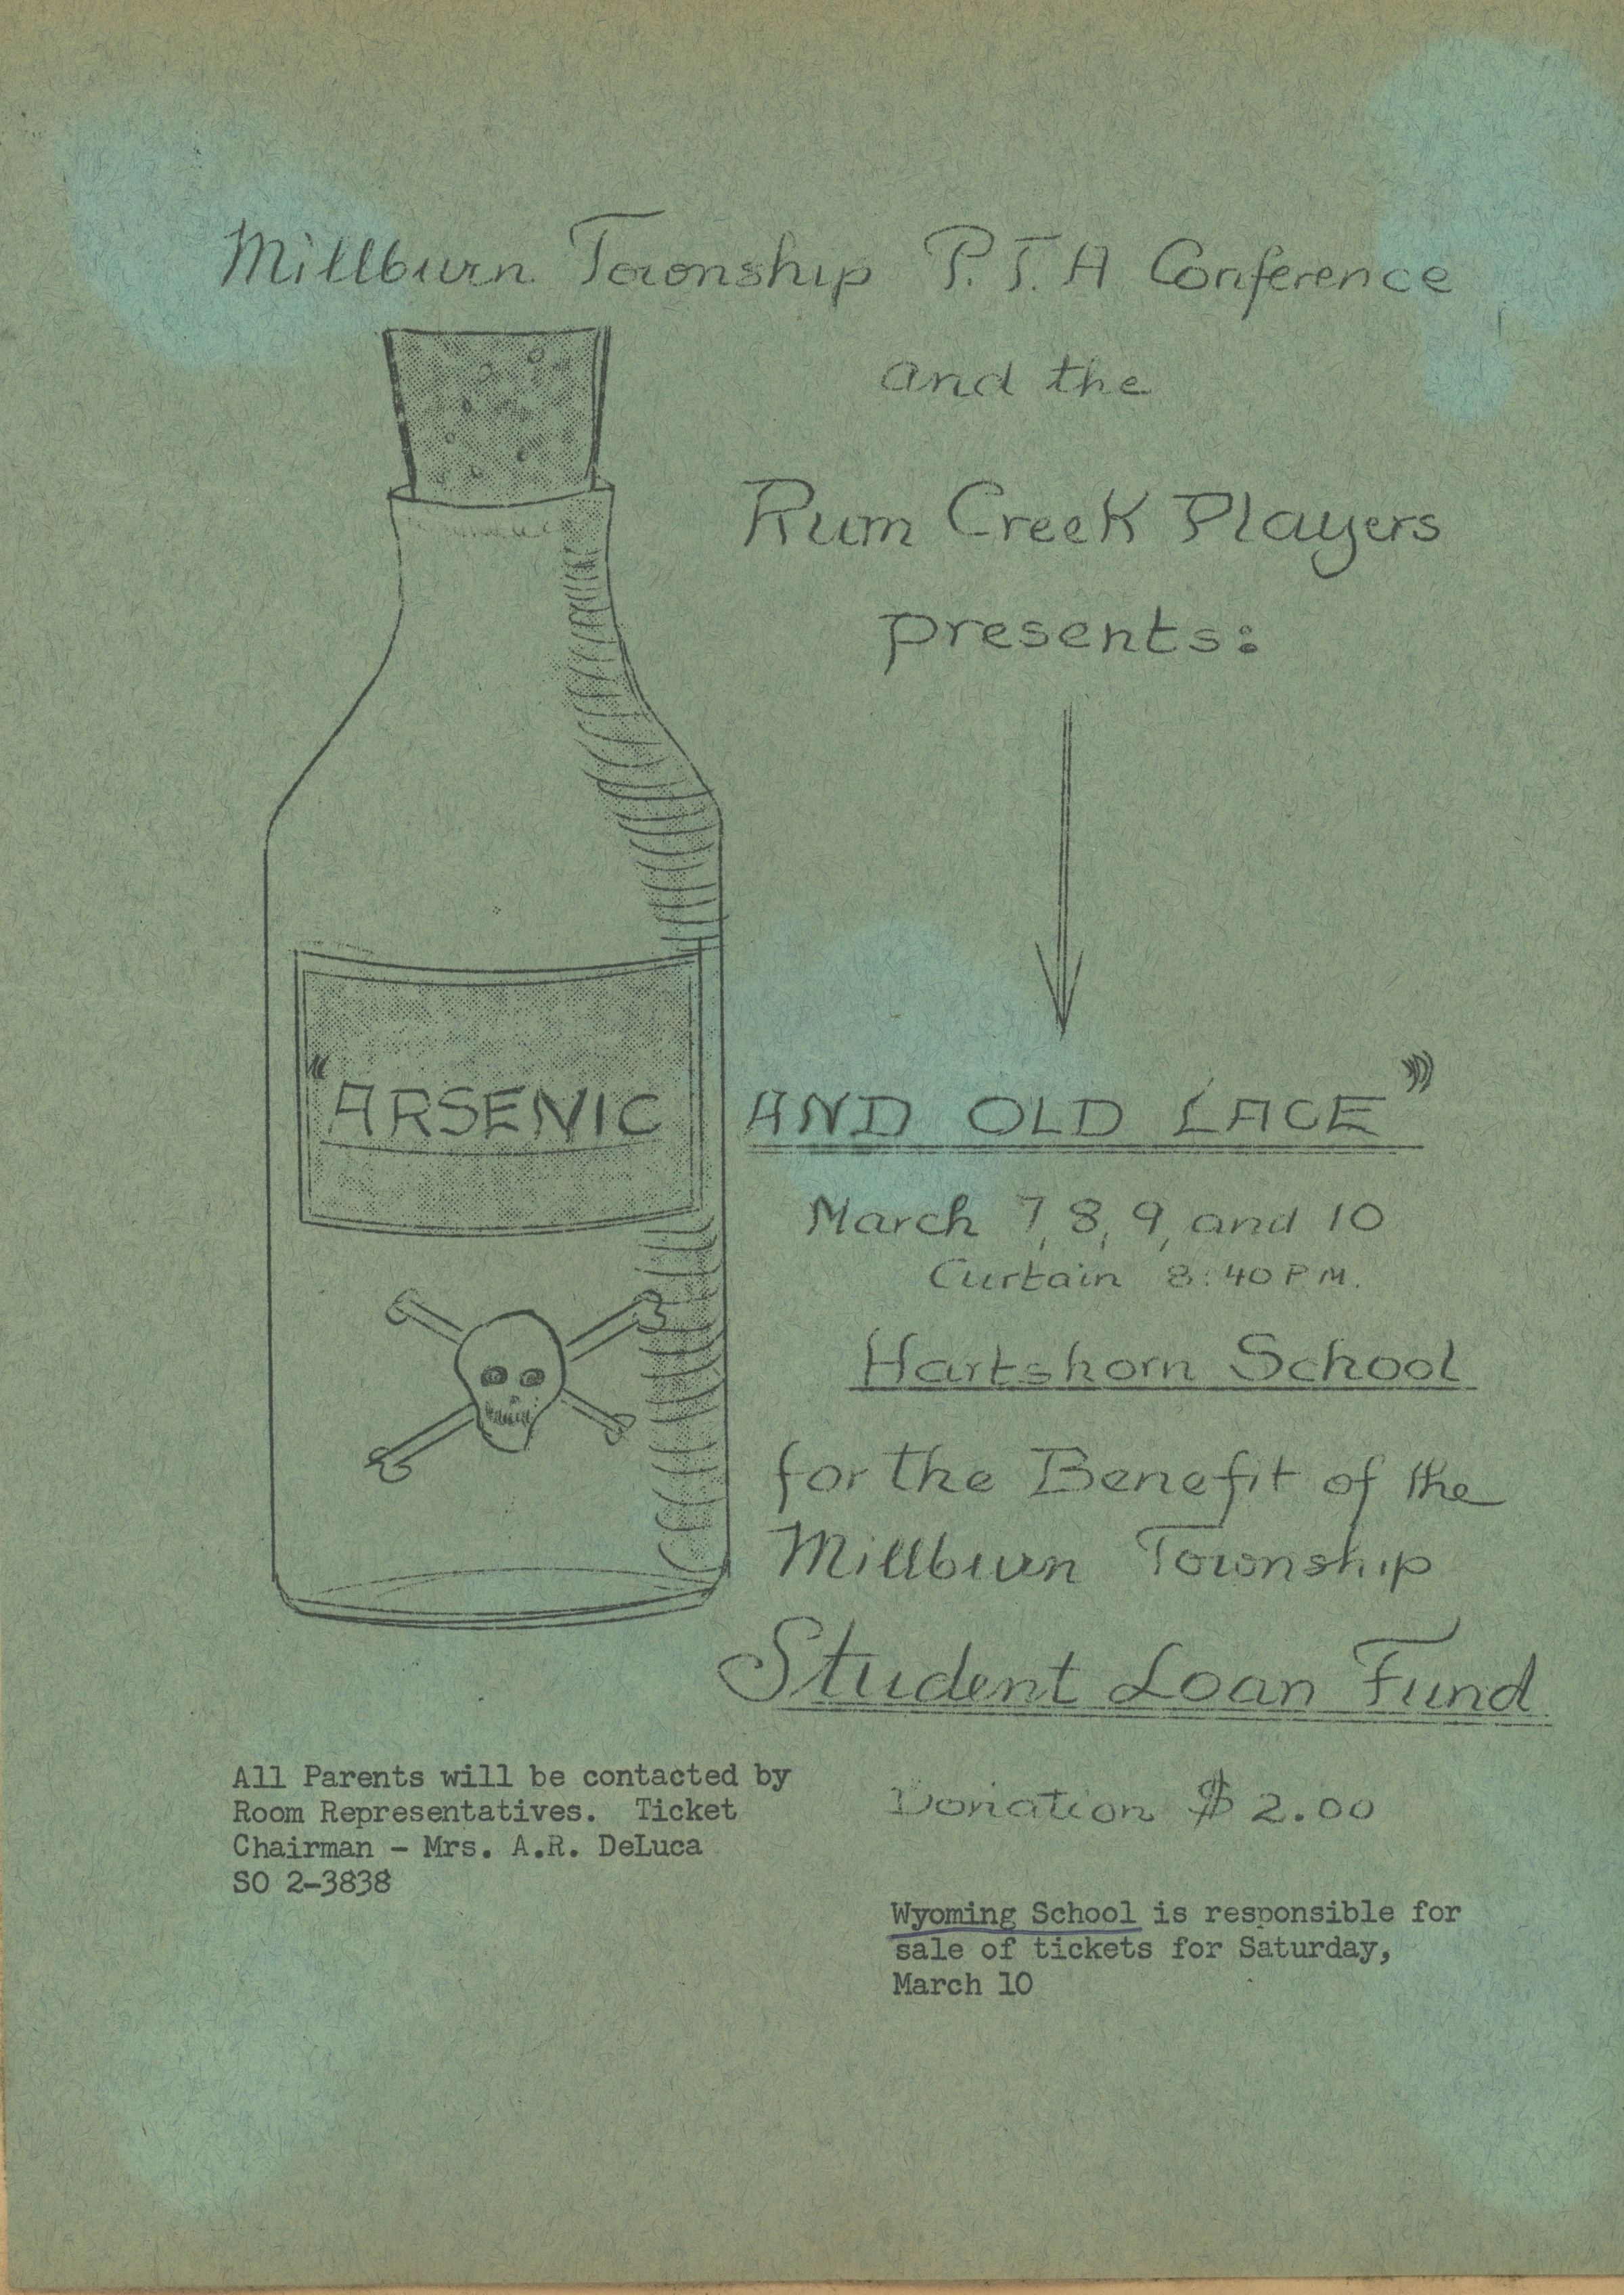 Millburn Township P.T.A Conference
and the
Rum Creek Players
presents:
"ARSENIC AND OLD LACE"
March 7, 8, 9, and 10
Curtain 8:40 P.M.
Hartshorn School
for the Benefit of the
Millburn Township
Student Loan Fund
Donation $2.00
All Parents will be contacted by
Room Representatives. Ticket
Chairman - Mrs. A.R. DeLuca
SO 2-3838
Wyoming School is responsible for
sale of tickets for Saturday,
March 10